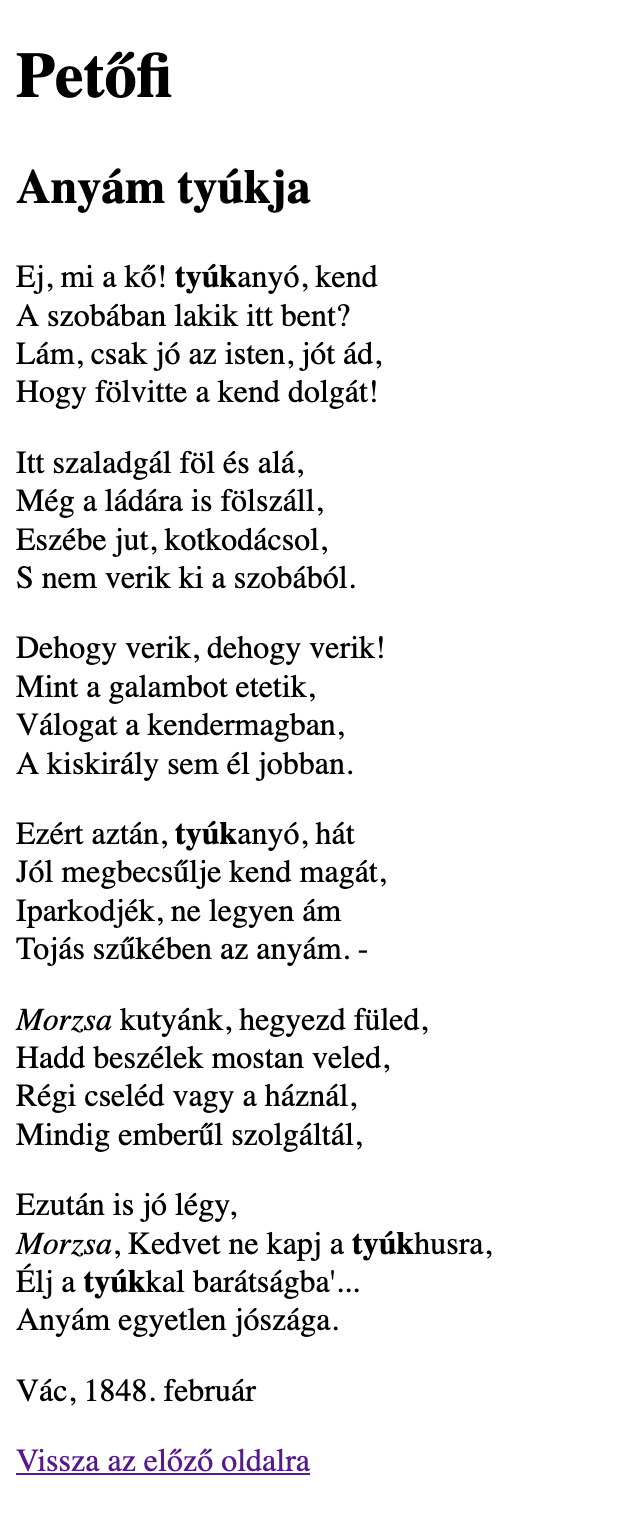 Petőfi
Anyám tyúkja
Ej, mi a kő! tyúkanyó, kend
A szobában lakik itt bent?
Lám, csak jó az isten, jót ád,
Hogy fölvitte a kend dolgát!
Itt szaladgál föl és alá,
Még a ládára is fölszáll,
Eszébe jut, kotkodácsol,
S nem verik ki a szobából.
Dehogy verik, dehogy verik!
Mint a galambot etetik,
Válogat a kendermagban,
A kiskirály sem él jobban.
Ezért aztán, tyúkanyó, hát
Jól megbecsűlje kend magát,
Iparkodjék, ne legyen ám
Tojás szűkében az anyám. -
Morzsa kutyánk, hegyezd füled,
Hadd beszélek mostan veled,
Régi cseléd vagy a háznál,
Mindig emberűl szolgáltál,
Ezután is jó légy,
Morzsa, Kedvet ne kapj a tyúkhusra,
Élj a tyúkkal barátságba'...
Anyám egyetlen jószága.
Vác, 1848. február
Vissza az előző oldalra